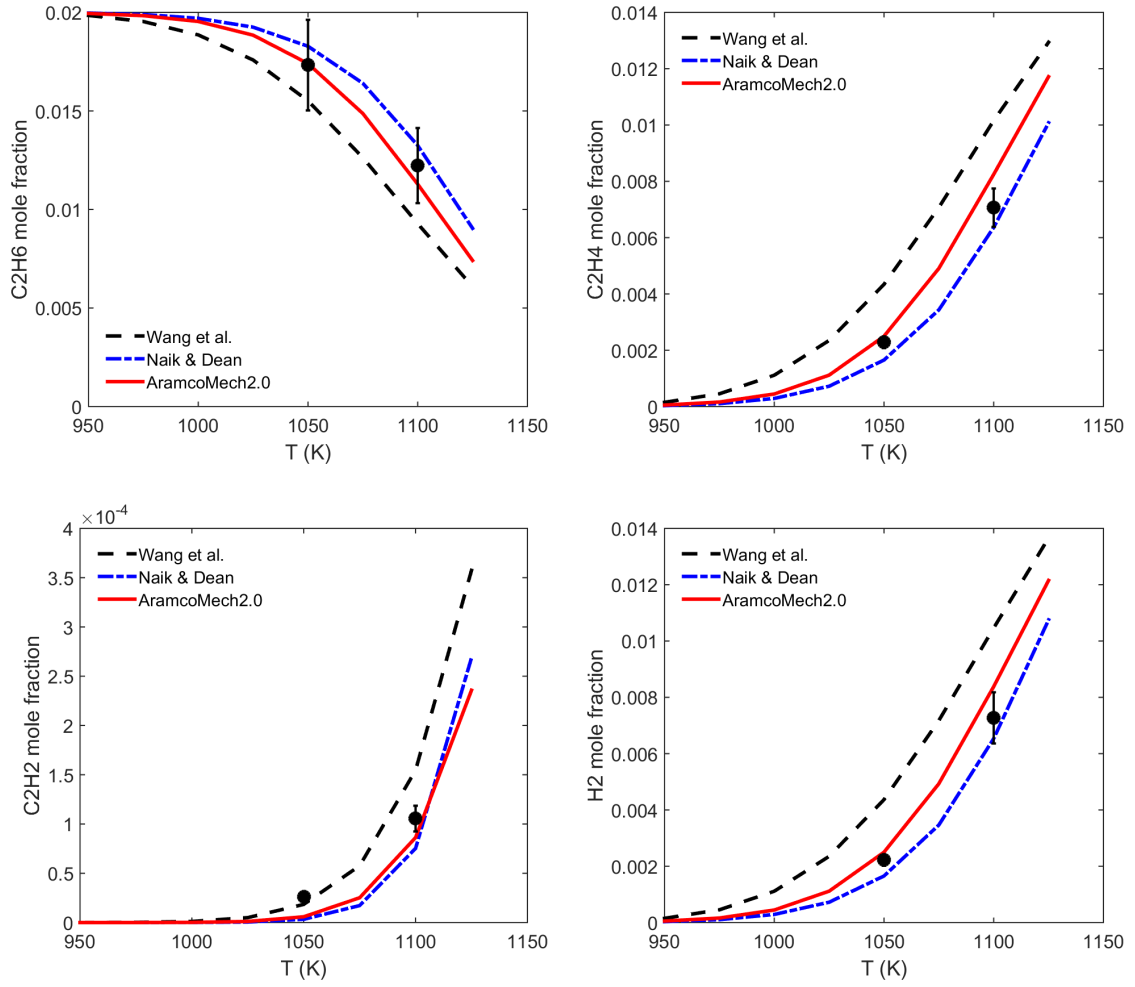 0.02
0.015
0.01
0.005
0
C2H6 mole fraction
Wang et al.
Naik & Dean
AramcoMech2.0
950 1000 1050 1100 1150
T (K)
0.014
0.012
0.01
0.008
0.006
0.004
0.002
0
C2H4 mole fraction
Wang et al.
Naik & Dean
AramcoMech2.0
950 1000 1050 1100 1150
T (K)
×10-4
4
3.5
3
2.5
2
1.5
1
0.5
0
C2H2 mole fraction
Wang et al.
Naik & Dean
AramcoMech2.0
950 1000 1050 1100 1150
T (K)
0.014
0.012
0.01
0.008
0.006
0.004
0.002
0
H2 mole fraction
Wang et al.
Naik & Dean
AramcoMech2.0
950 1000 1050 1100 1150
T (K)